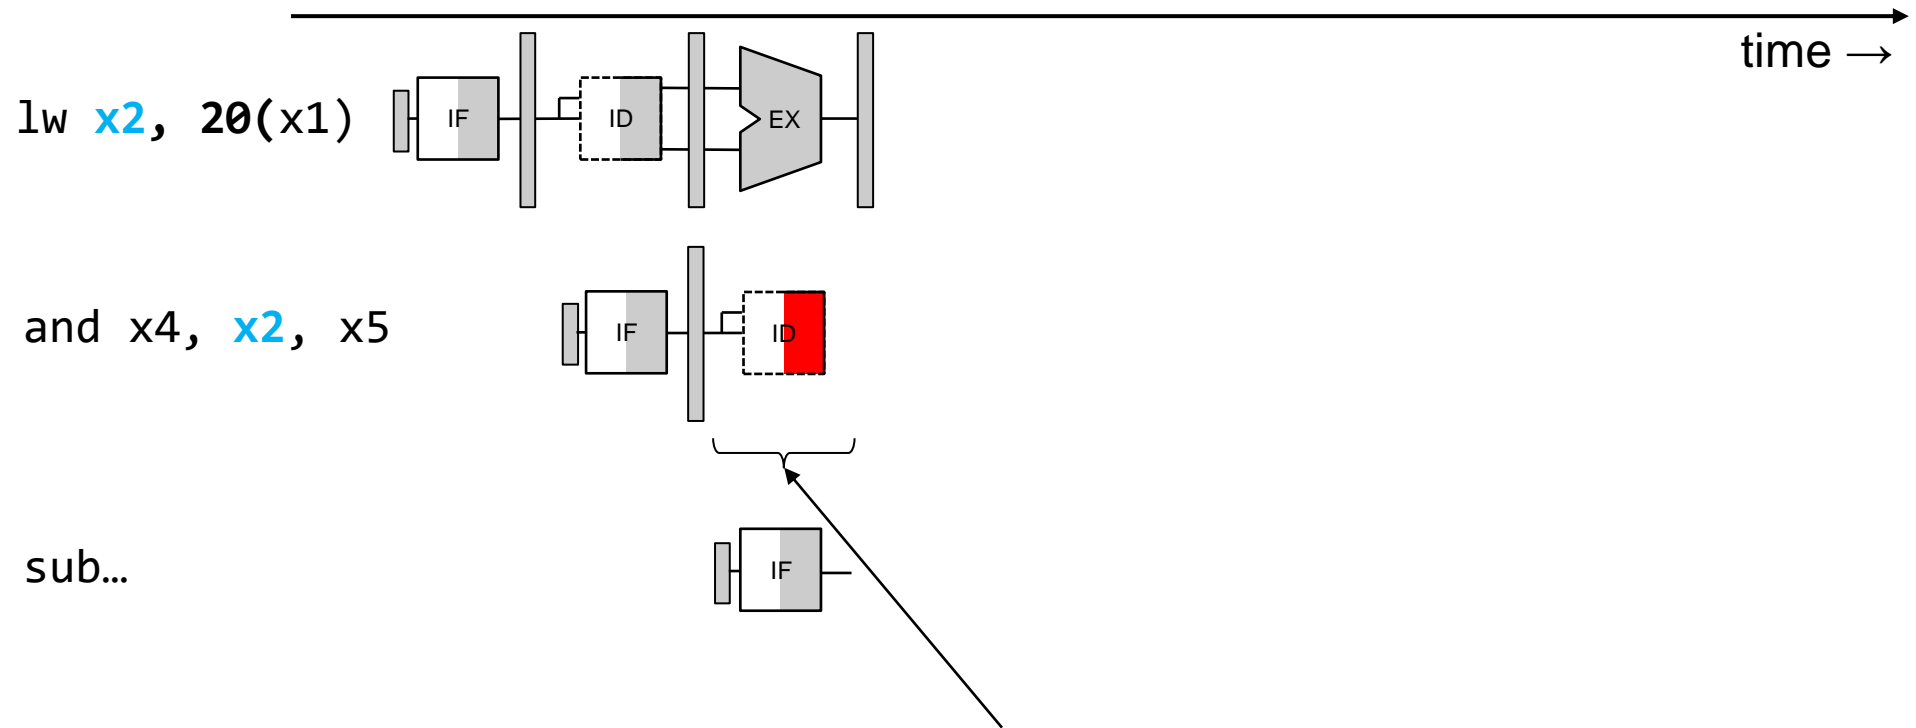 time →
lw x2, 20(x1)
IF
ID
EX
and x4, x2, x5
IF
ID
sub…
IF